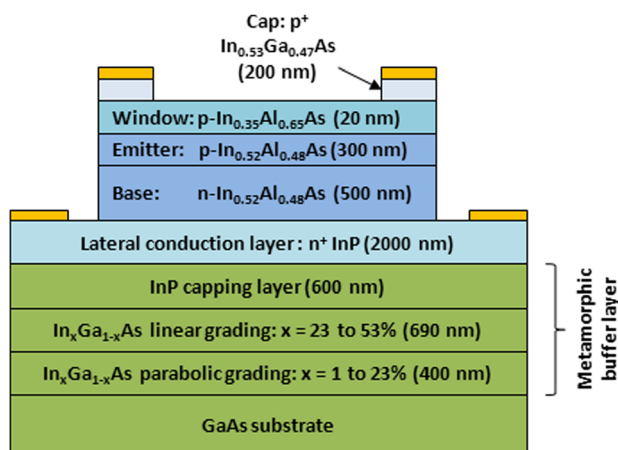 Cap: p⁺
In₀.₅₃Ga₀.₄₇As
(200 nm)
Window: p-In₀.₃₅Al₀.₆₅As (20 nm)
Emitter: p-In₀.₅₂Al₀.₄₈As (300 nm)
Base: n-In₀.₅₂Al₀.₄₈As (500 nm)
Lateral conduction layer : n⁺ InP (2000 nm)
InP capping layer (600 nm)
InₓGa₁₋ₓAs linear grading: x = 23 to 53% (690 nm)
InₓGa₁₋ₓAs parabolic grading: x = 1 to 23% (400 nm)
GaAs substrate
Metamorphic
buffer layer